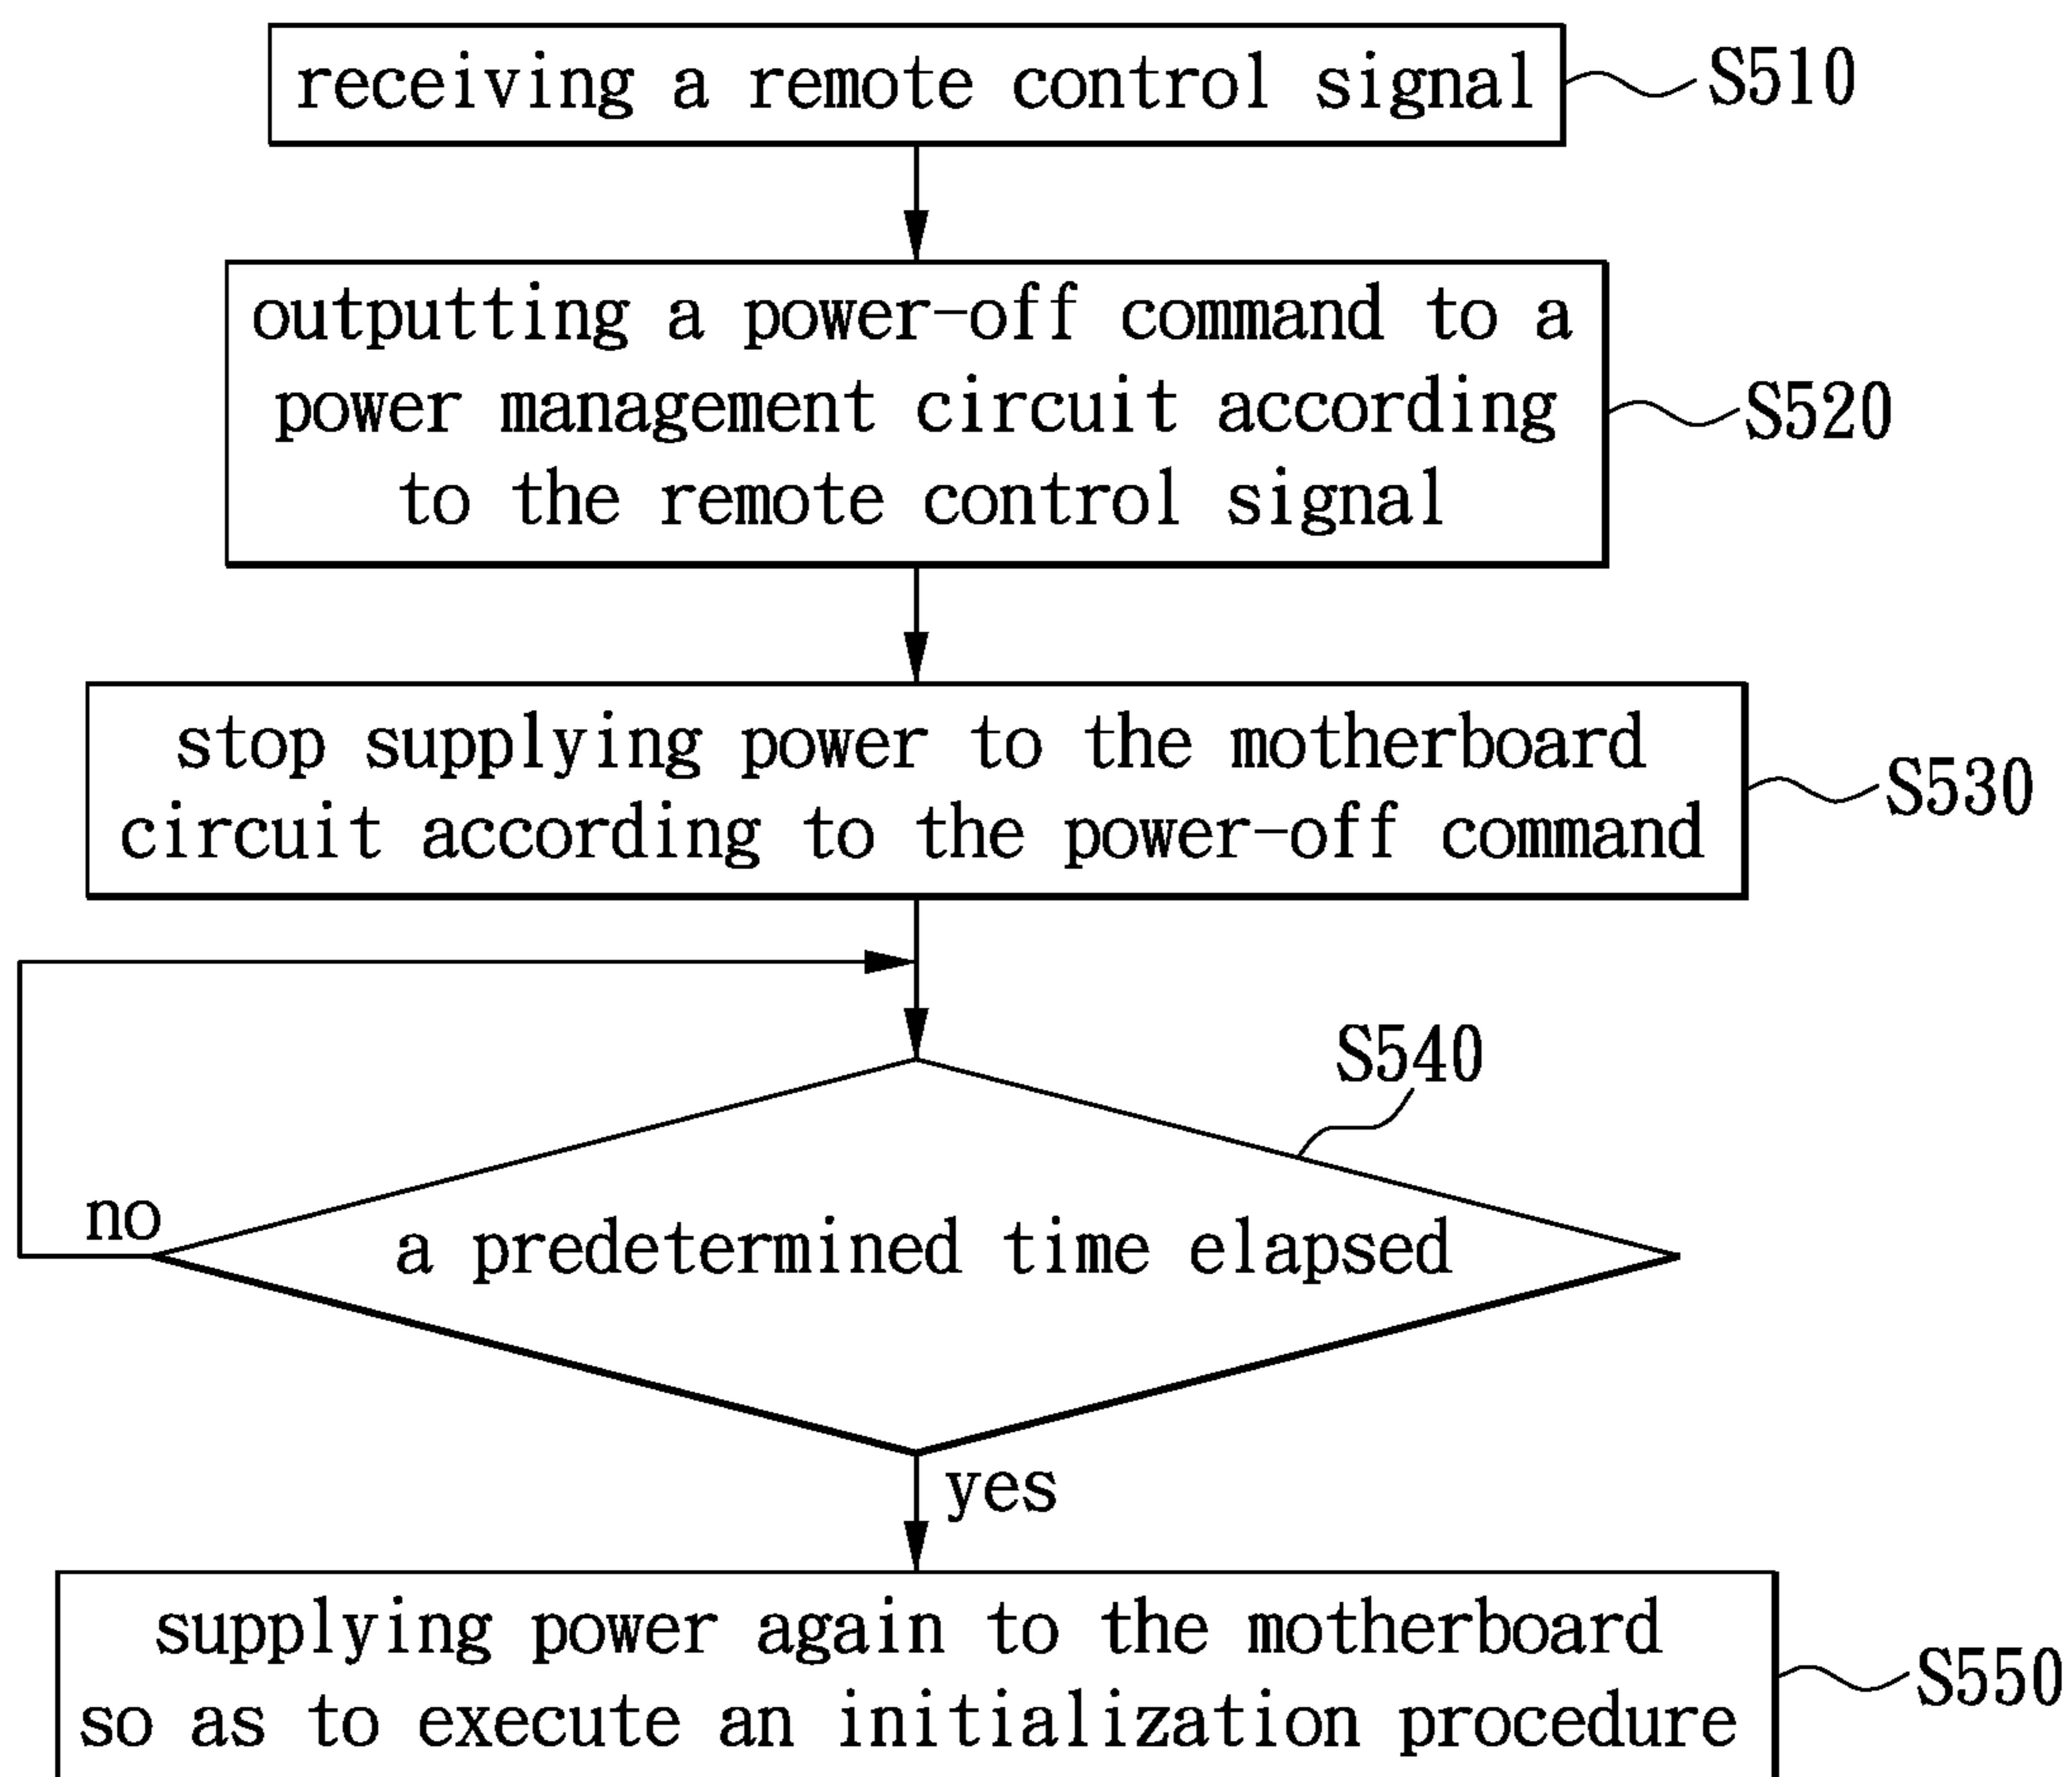 receiving a remote control signal
S510
outputting a power-off command to a
power management circuit according
to the remote control signal
S520
stop supplying power to the motherboard
circuit according to the power-off command
S530
S540
no
a predetermined time elapsed
yes
supplying power again to the motherboard
so as to execute an initialization procedure
S550